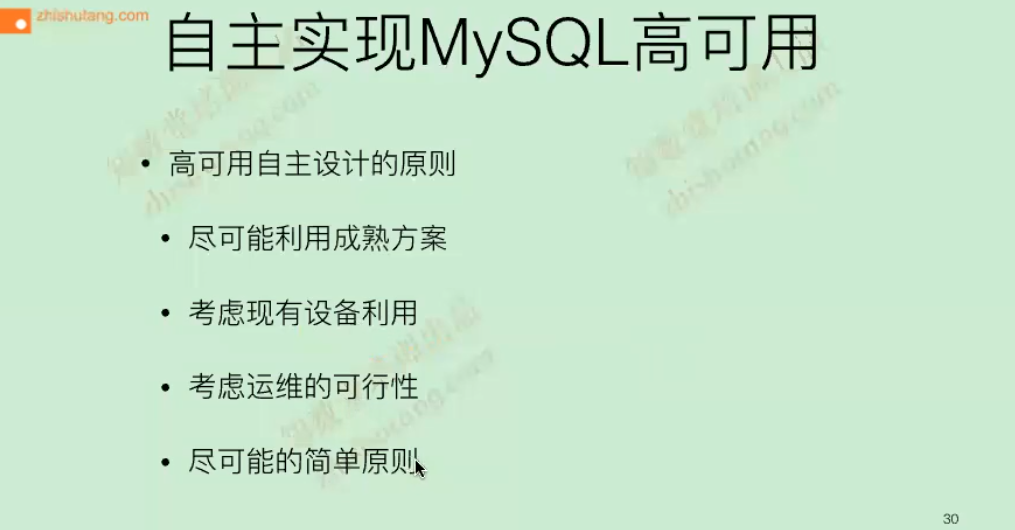 zhishutang.com
自主实现MySQL高可用
• 高可用自主设计的原则
• 尽可能利用成熟方案
• 考虑现有设备利用
• 考虑运维的可行性
• 尽可能的简单原则
30